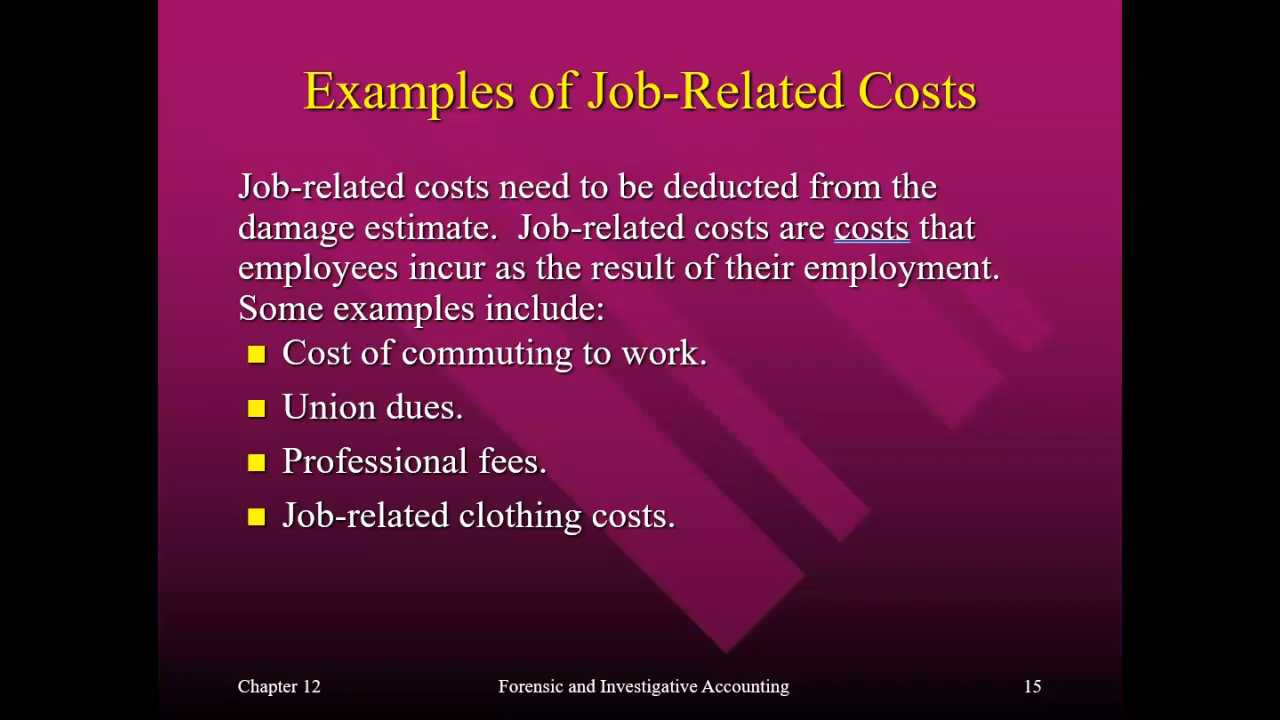 Examples of Job-Related Costs
Job-related costs need to be deducted from the
damage estimate.  Job-related costs are costs that
employees incur as the result of their employment.
Some examples include:
Cost of commuting to work.
Union dues.
Professional fees.
Job-related clothing costs.
Chapter 12
Forensic and Investigative Accounting
15